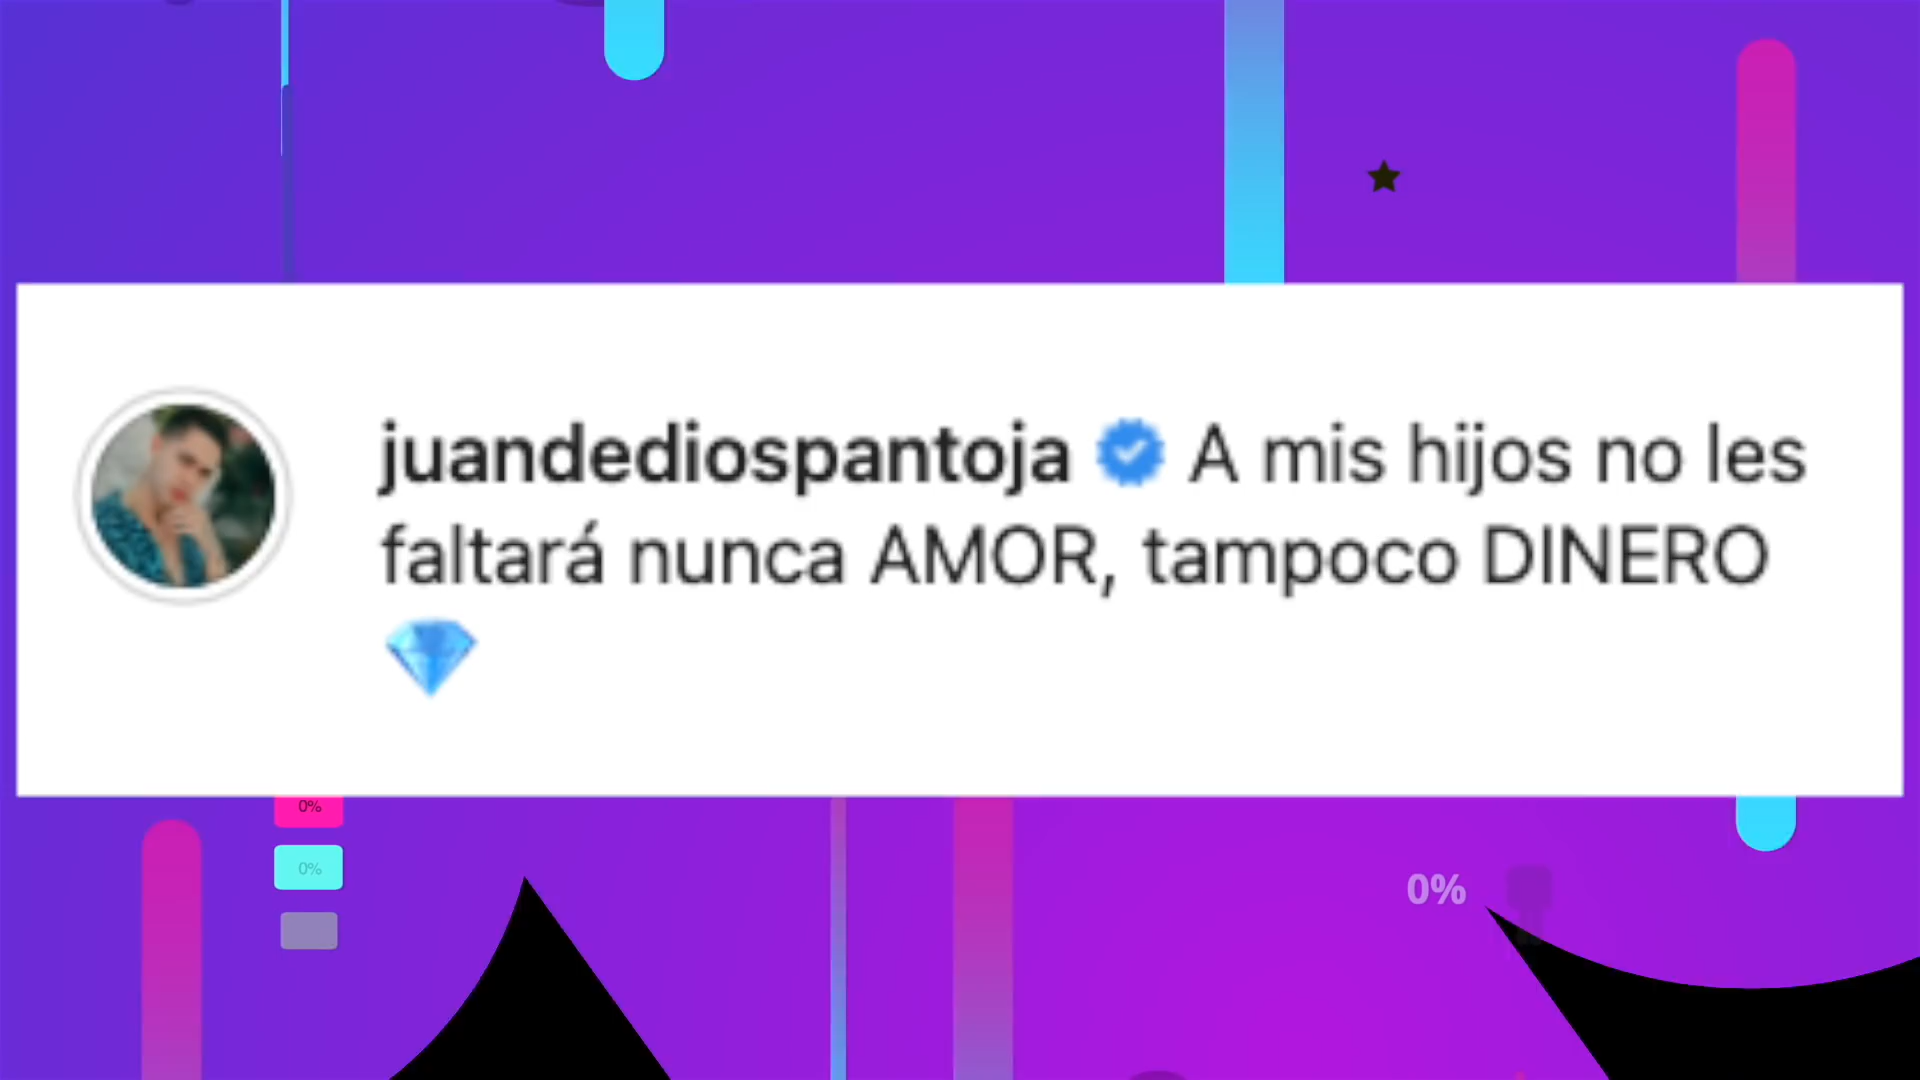 juandediospantoja A mis hijos no les
faltará nunca AMOR, tampoco DINERO
💎
0%
0%
0%